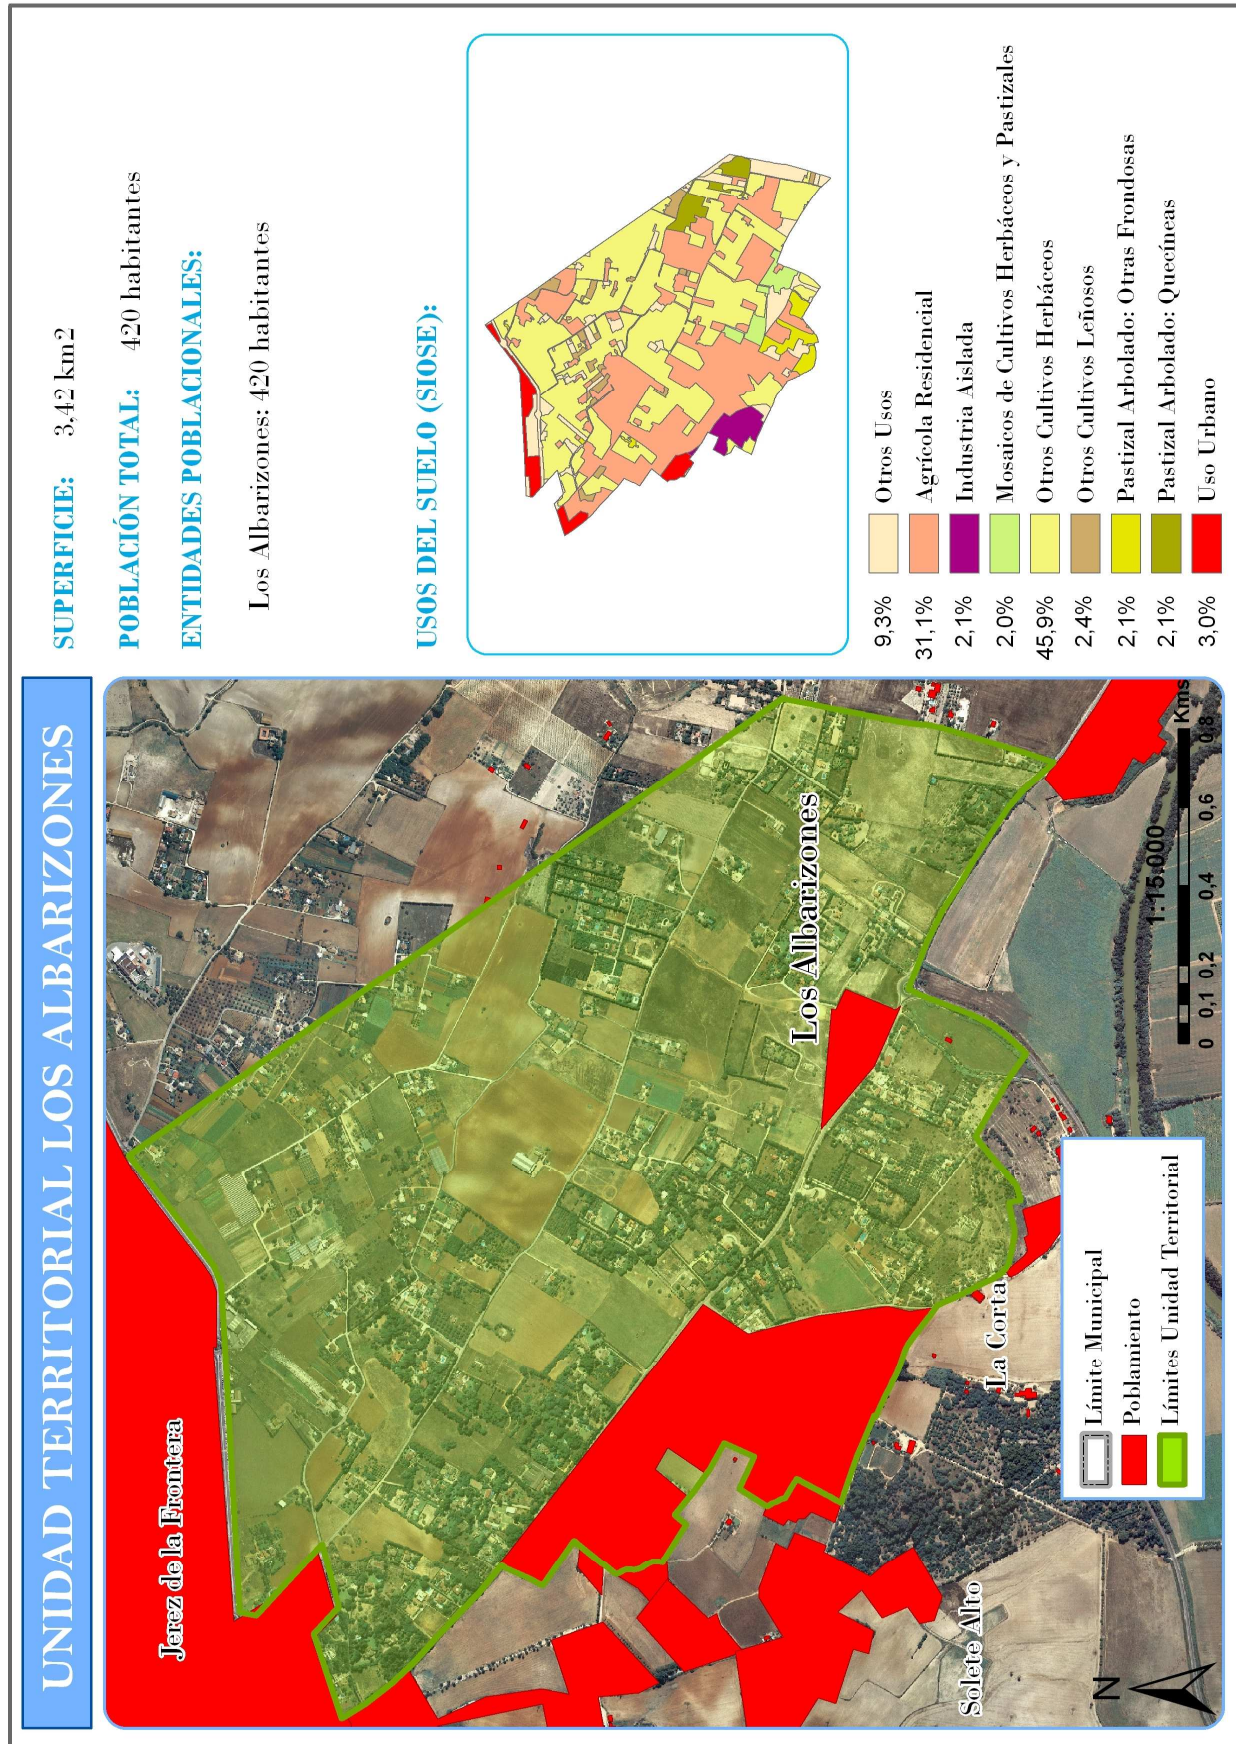 UNIDAD TERRITORIAL LOS ALBARIZONES
Jerez de la Frontera
Los Albarizones
La Corta
Solete Alto
N
Límite Municipal
Poblamiento
Límites Unidad Territorial
1:15.000
0 0,1 0,2 0,4 0,6 0,8
Kms
SUPERFICIE: 3,42 km2
POBLACIÓN TOTAL: 420 habitantes
ENTIDADES POBLACIONALES:
Los Albarizones: 420 habitantes
USOS DEL SUELO (SIOSE):
9,3% Otros Usos
31,1% Agrícola Residencial
2,1% Industria Aislada
2,0% Mosaicos de Cultivos Herbáceos y Pastizales
45,9% Otros Cultivos Herbáceos
2,4% Otros Cultivos Leñosos
2,1% Pastizal Arbolado: Otras Frondosas
2,1% Pastizal Arbolado: Quecíneas
3,0% Uso Urbano